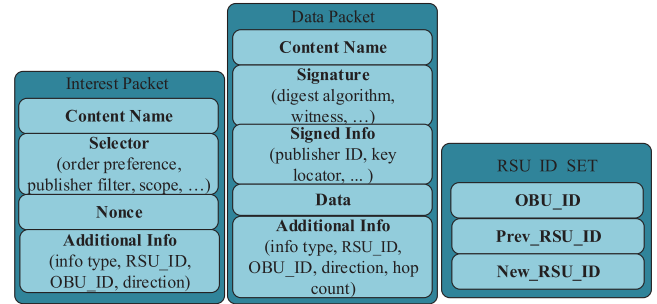 Interest Packet
Content Name
Selector
(order preference,
publisher filter, scope, …)
Nonce
Additional Info
(info type, RSU_ID,
OBU_ID, direction)
Data Packet
Content Name
Signature
(digest algorithm,
witness, …)
Signed Info
(publisher ID, key
locator, ... )
Data
Additional Info
(info type, RSU_ID,
OBU_ID, direction, hop
count)
RSU_ID_SET
OBU_ID
Prev_RSU_ID
New_RSU_ID